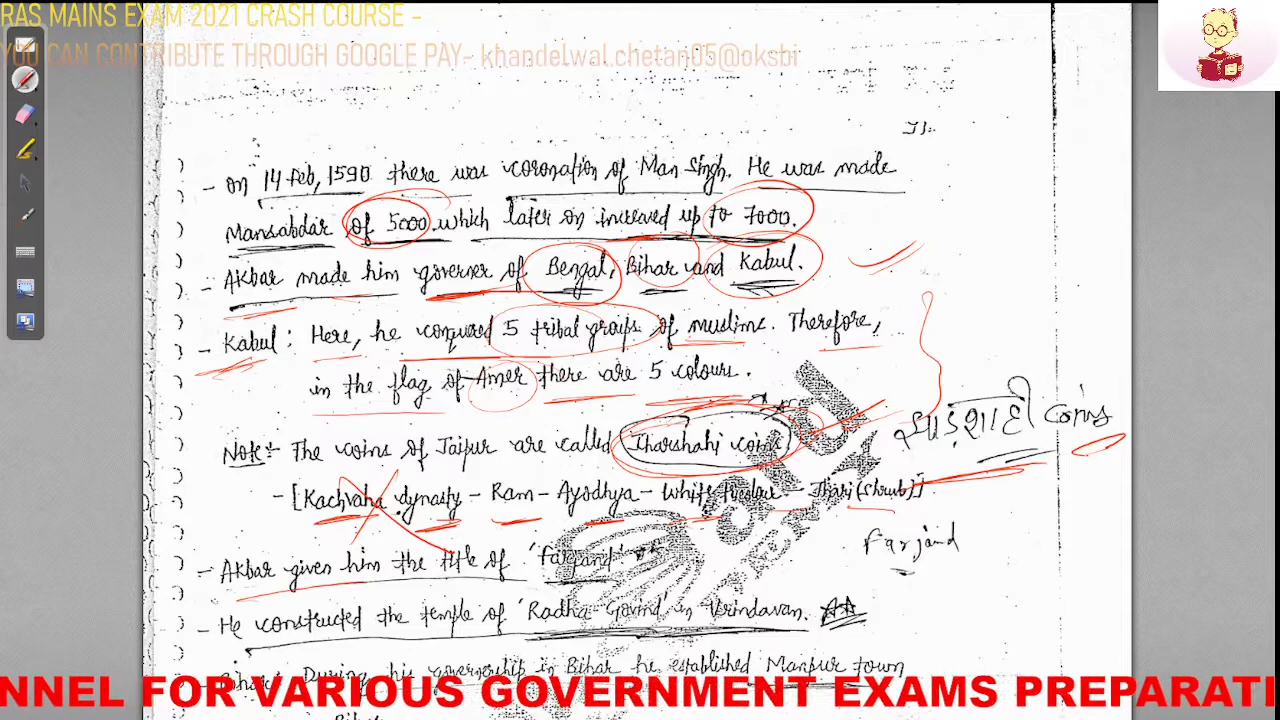 RAS MAINS EXAM 2021 CRASH COURSE -
YOU CAN CONTRIBUTE THROUGH GOOGLE PAY- khandelwal.chetan05@oksbi
- On 14 Feb, 1590 there was coronation of Man Singh. He was made
Mansabdar of 5000 which later on increased up to 7000.
- Akbar made him governer of Bengal, Bihar and Kabul.
- Kabul : Here, he conquered 5 tribal groups of muslims. Therefore,
in the flag of Amer there are 5 colours.
Note:- The coins of Jaipur are called Jharshahi coins
झाड़शाही coins
- [Kachvaha dynasty - Ram - Ayodhya - White - Jhari (Shrub)]
Farjand
- Akbar given him the title of 'farjand'
- He constructed the temple of 'Radha-Govind' in Vrindavan.
- Bihar: During his governership in Bihar he established Manpur town
Bihar
NNEL FOR VARIOUS GOVERNMENT EXAMS PREPARATI